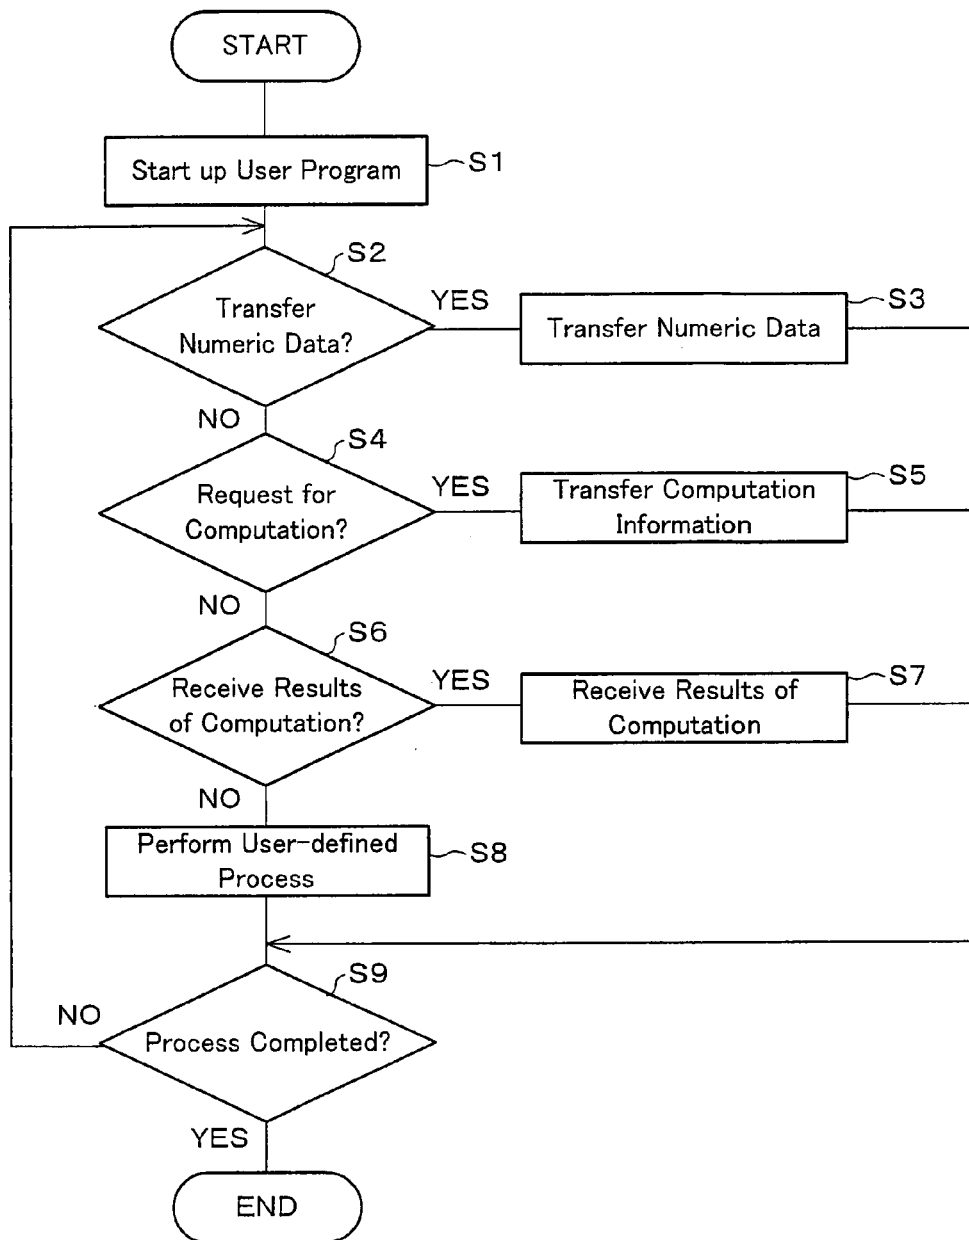 START
Start up User Program
S1
S2
Transfer
Numeric Data?
YES
Transfer Numeric Data
S3
NO
S4
Request for
Computation?
YES
Transfer Computation
Information
S5
NO
S6
Receive Results
of Computation?
YES
Receive Results of
Computation
S7
NO
Perform User-defined
Process
S8
S9
NO
Process Completed?
YES
END